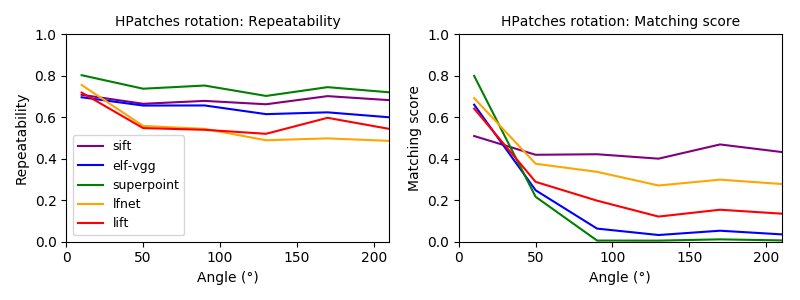 HPatches rotation: Repeatability
1.0
0.8
0.6
0.4
0.2
0.0
Repeatability
sift
elf-vgg
superpoint
lfnet
lift
0
50
100
150
200
Angle (°)
HPatches rotation: Matching score
1.0
0.8
0.6
0.4
0.2
0.0
Matching score
0
50
100
150
200
Angle (°)